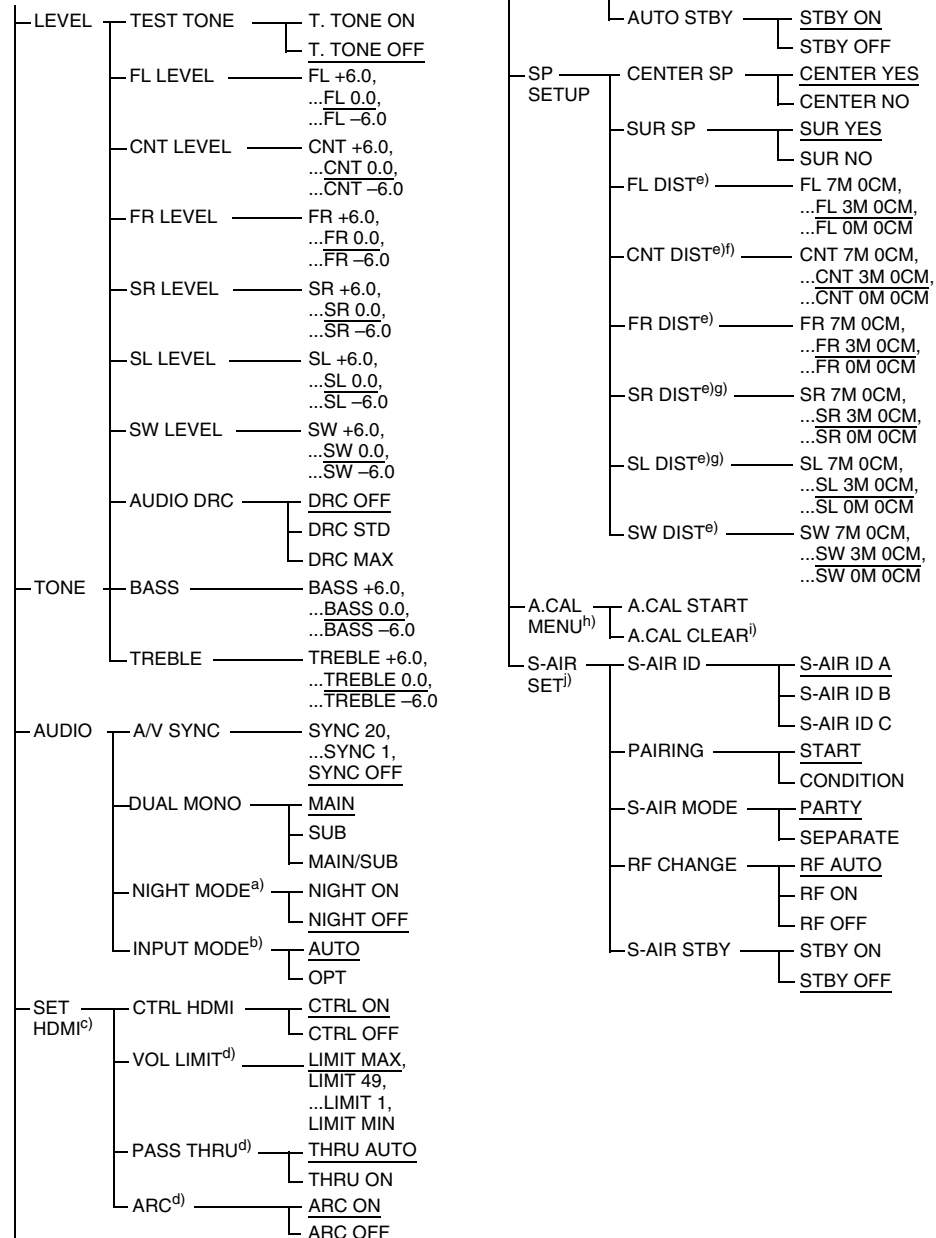 LEVEL
TEST TONE
T. TONE ON
T. TONE OFF
FL LEVEL
FL +6.0,
...FL 0.0,
...FL –6.0
CNT LEVEL
CNT +6.0,
...CNT 0.0,
...CNT –6.0
FR LEVEL
FR +6.0,
...FR 0.0,
...FR –6.0
SR LEVEL
SR +6.0,
...SR 0.0,
...SR –6.0
SL LEVEL
SL +6.0,
...SL 0.0,
...SL –6.0
SW LEVEL
SW +6.0,
...SW 0.0,
...SW –6.0
AUDIO DRC
DRC OFF
DRC STD
DRC MAX
TONE
BASS
BASS +6.0,
...BASS 0.0,
...BASS –6.0
TREBLE
TREBLE +6.0,
...TREBLE 0.0,
...TREBLE –6.0
AUDIO
A/V SYNC
SYNC 20,
...SYNC 1,
SYNC OFF
DUAL MONO
MAIN
SUB
MAIN/SUB
NIGHT MODEa)
NIGHT ON
NIGHT OFF
INPUT MODEb)
AUTO
OPT
SET
HDMIc)
CTRL HDMI
CTRL ON
CTRL OFF
VOL LIMITd)
LIMIT MAX,
LIMIT 49,
...LIMIT 1,
LIMIT MIN
PASS THRUd)
THRU AUTO
THRU ON
ARCd)
ARC ON
ARC OFF
AUTO STBY
STBY ON
STBY OFF
SP
SETUP
CENTER SP
CENTER YES
CENTER NO
SUR SP
SUR YES
SUR NO
FL DISTe)
FL 7M 0CM,
...FL 3M 0CM,
...FL 0M 0CM
CNT DISTe)f)
CNT 7M 0CM,
...CNT 3M 0CM,
...CNT 0M 0CM
FR DISTe)
FR 7M 0CM,
...FR 3M 0CM,
...FR 0M 0CM
SR DISTe)g)
SR 7M 0CM,
...SR 3M 0CM,
...SR 0M 0CM
SL DISTe)g)
SL 7M 0CM,
...SL 3M 0CM,
...SL 0M 0CM
SW DISTe)
SW 7M 0CM,
...SW 3M 0CM,
...SW 0M 0CM
A.CAL
MENUh)
A.CAL START
A.CAL CLEARi)
S-AIR
SETj)
S-AIR ID
S-AIR ID A
S-AIR ID B
S-AIR ID C
PAIRING
START
CONDITION
S-AIR MODE
PARTY
SEPARATE
RF CHANGE
RF AUTO
RF ON
RF OFF
S-AIR STBY
STBY ON
STBY OFF